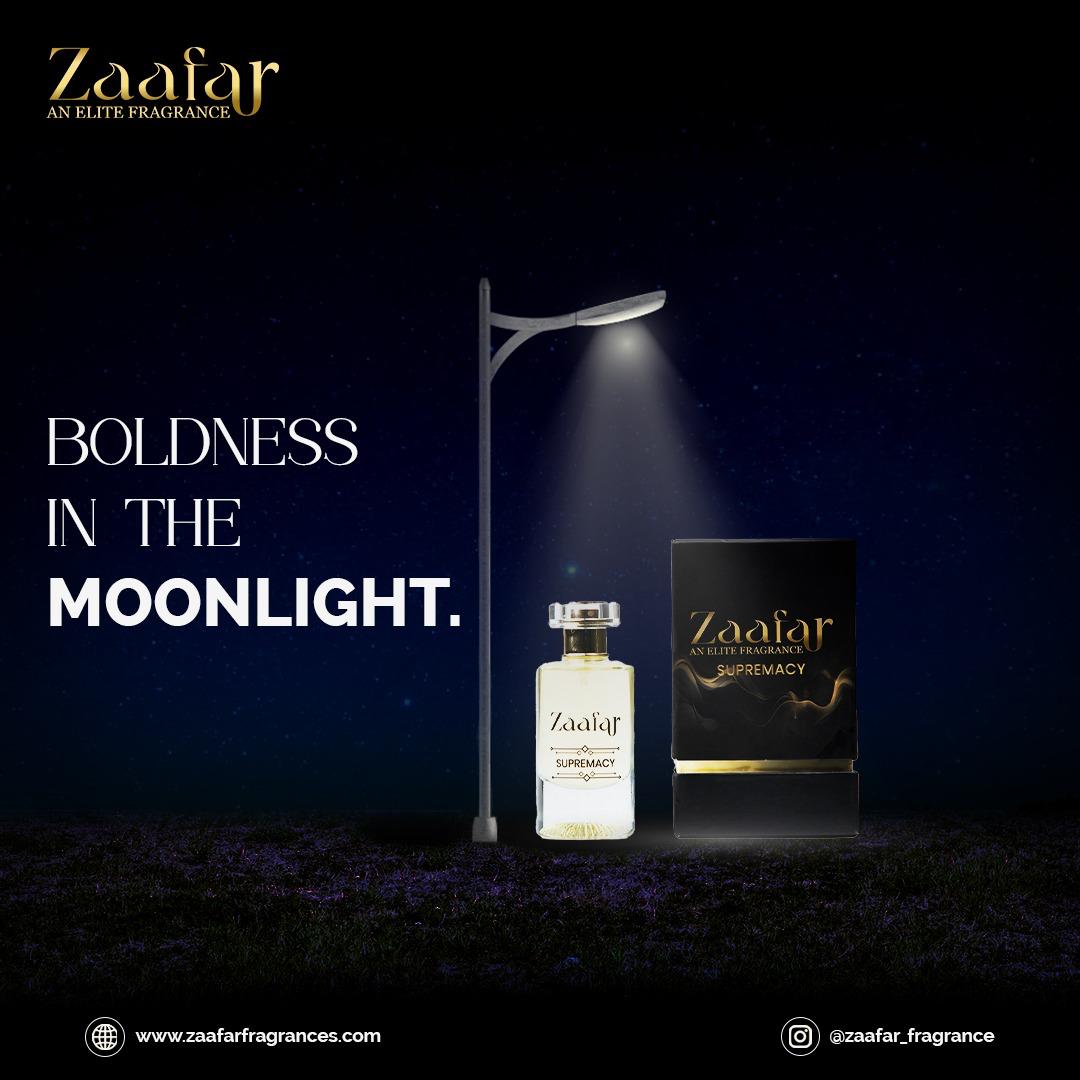 Zaafar
AN ELITE FRAGRANCE
BOLDNESS
IN THE
MOONLIGHT.
Zaafar
SUPREMACY
Zaafar
AN ELITE FRAGRANCE
SUPREMACY
www.zaafarfragrances.com
@zaafar_fragrance